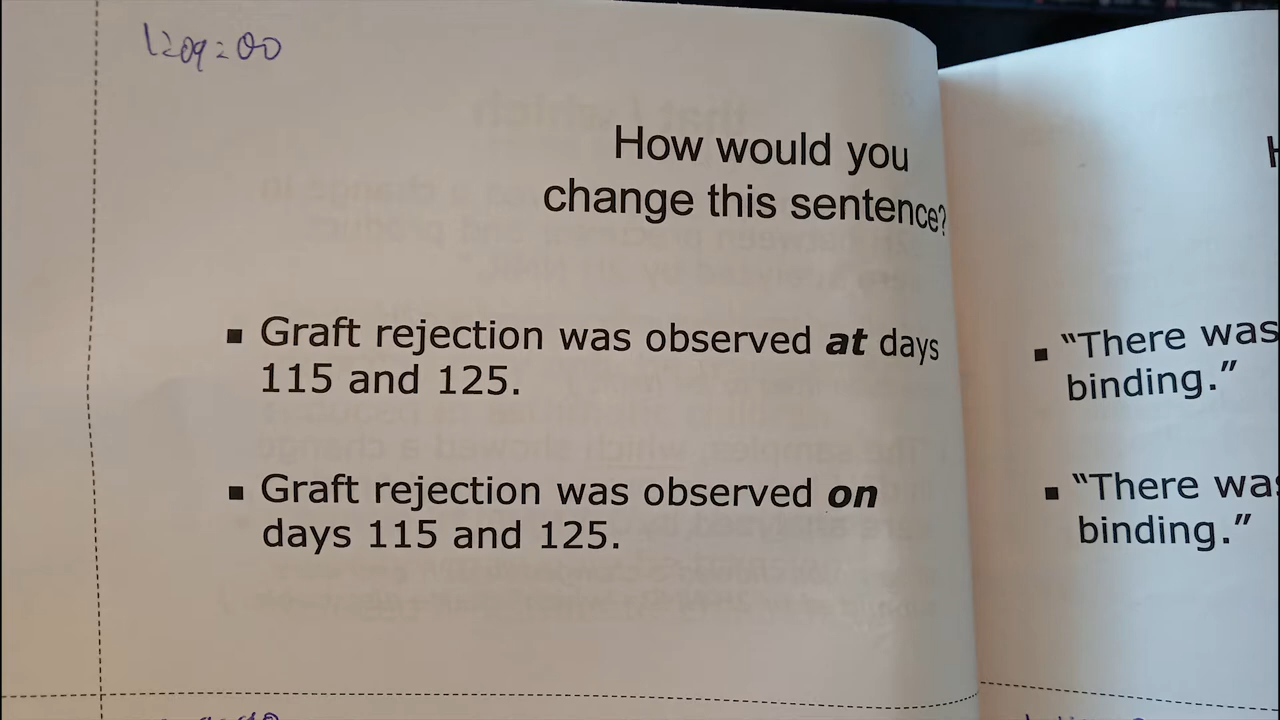 1:09:00
How would you
change this sentence?
▪ Graft rejection was observed at days
115 and 125.
▪ Graft rejection was observed on
days 115 and 125.
H
▪ “There was
binding.”
▪ “There was
binding.”